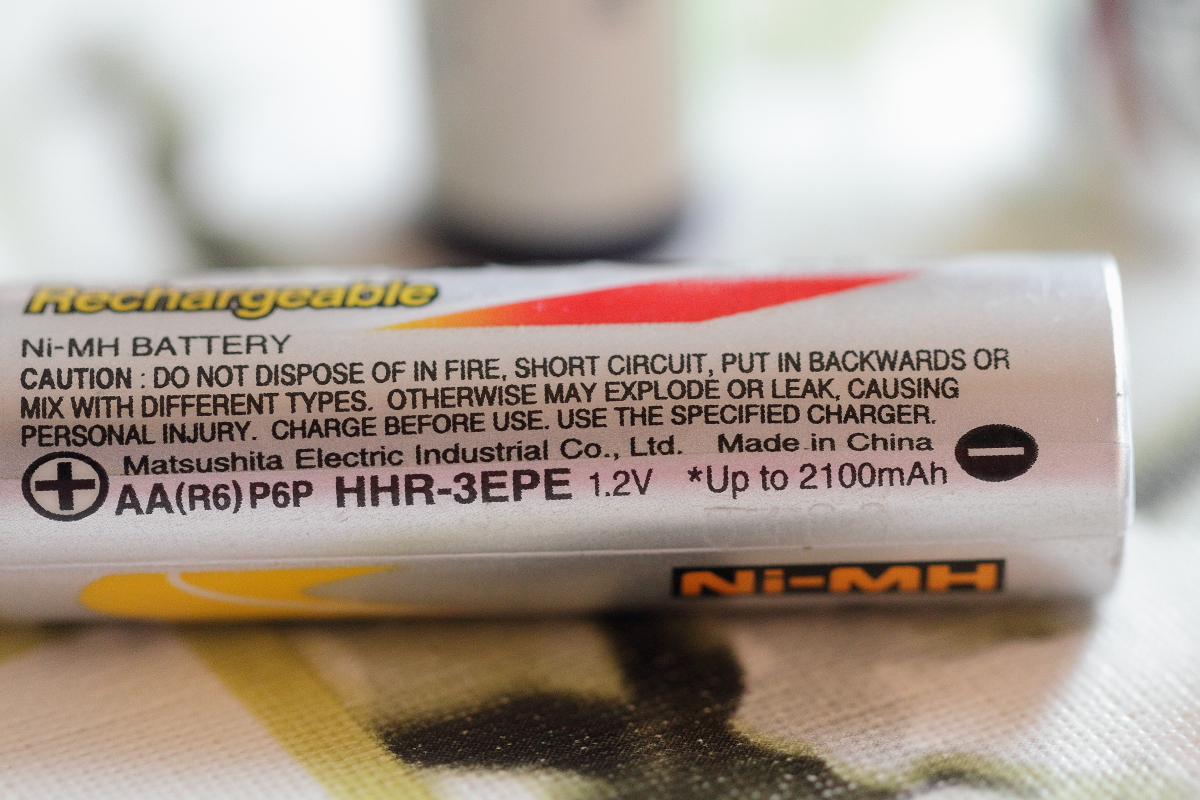 Rechargeable
Ni-MH BATTERY
CAUTION : DO NOT DISPOSE OF IN FIRE, SHORT CIRCUIT, PUT IN BACKWARDS OR
MIX WITH DIFFERENT TYPES. OTHERWISE MAY EXPLODE OR LEAK, CAUSING
PERSONAL INJURY. CHARGE BEFORE USE. USE THE SPECIFIED CHARGER.
Matsushita Electric Industrial Co., Ltd. Made in China
+ AA(R6) P6P HHR-3EPE 1.2V *Up to 2100mAh −
Ni-MH